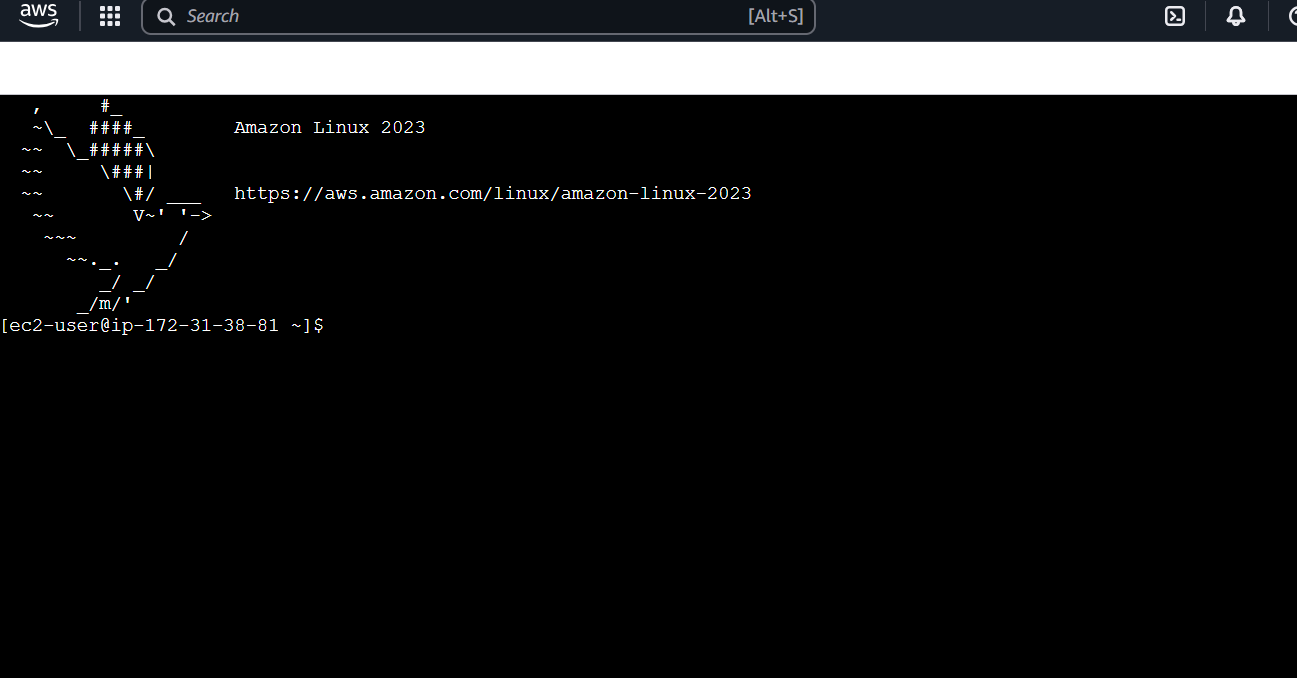 aws
Search [Alt+S]
   ,     #_
   ~\_  ####_        Amazon Linux 2023
  ~~  \_#####\
  ~~     \###|
  ~~       \#/ ___   https://aws.amazon.com/linux/amazon-linux-2023
   ~~       V~' '->
    ~~~         /
      ~~._.   _/
         _/ _/
       _/m/'
[ec2-user@ip-172-31-38-81 ~]$